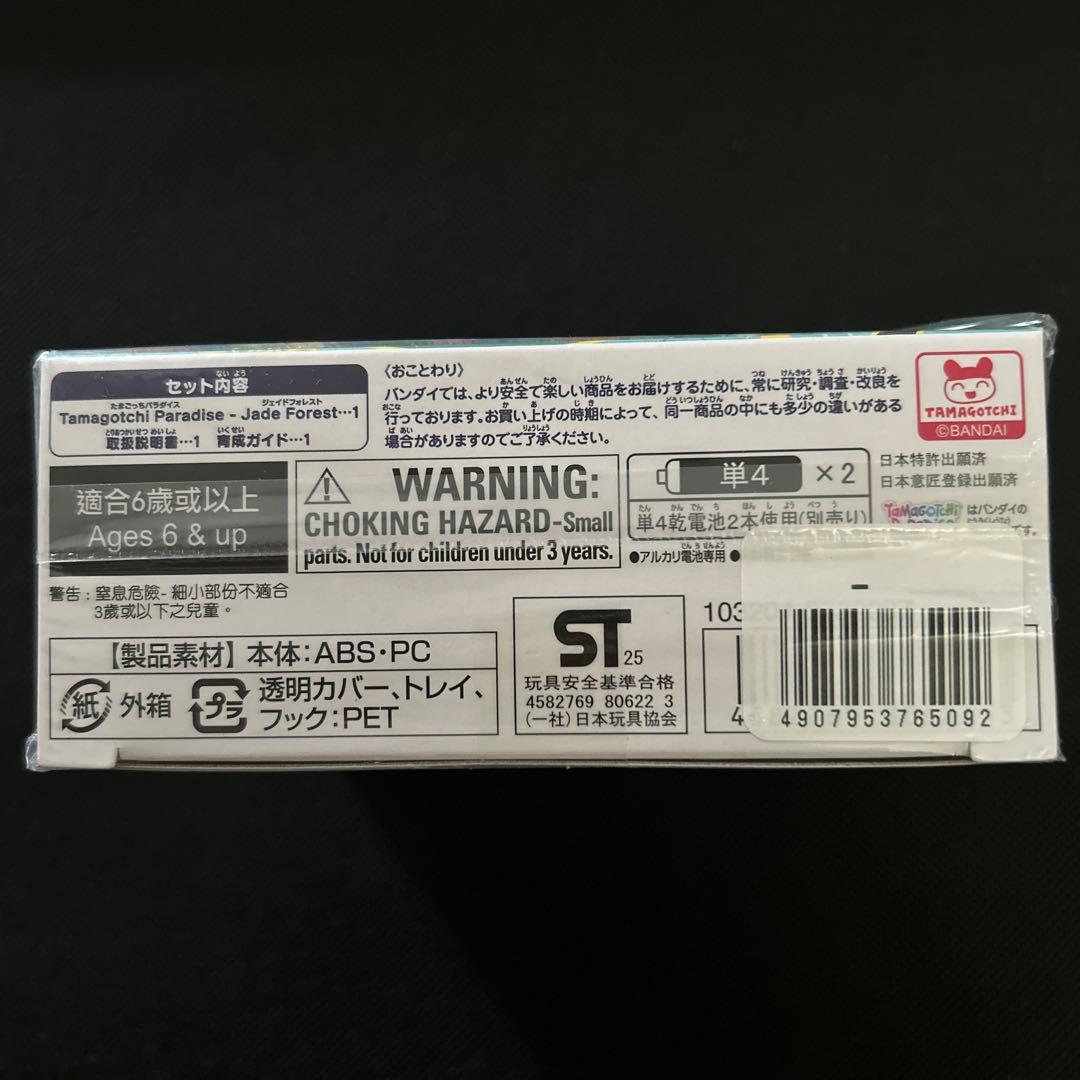 セット内容
Tamagotchi Paradise - Jade Forest…1
取扱説明書…1 育成ガイド…1
《おことわり》
バンダイでは、より安全で楽しい商品をお届けするために、常に研究・調査・改良を
行っております。お買い上げの時期によって、同一商品の中にも多少の違いがある
場合がありますのでご了承ください。
TAMAGOTCHI
©BANDAI
適合6歲或以上
Ages 6 & up
WARNING:
CHOKING HAZARD-Small
parts. Not for children under 3 years.
単4 ×2
単4乾電池2本使用(別売り)
●アルカリ電池専用●
日本特許出願済
日本意匠登録出願済
TAMAGOTCHI
はバンダイの
です。
警告：窒息危險- 細小部份不適合
3歲或以下之兒童。
【製品素材】本体：ABS・PC
紙 外箱
プラ 透明カバー、トレイ、
フック：PET
ST 25
玩具安全基準合格
4582769 80622 3
(一社)日本玩具協会
103204
-
4 4907953765092